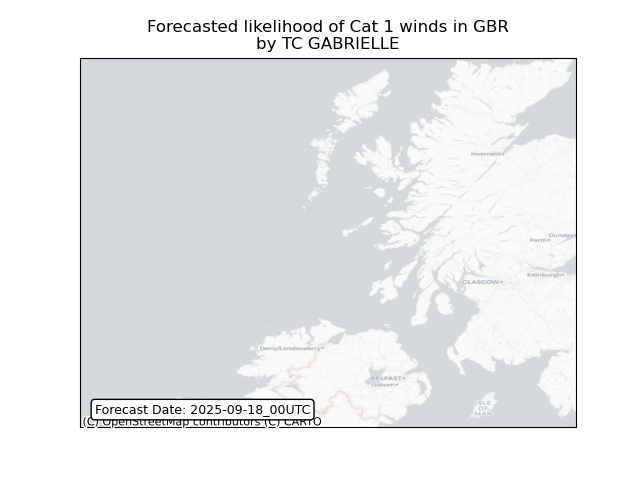 Forecasted likelihood of Cat 1 winds in GBR
by TC GABRIELLE
Inverness
Dundee
Perth
Edinburgh
GLASGOW
Derry/Londonderry
BELFAST
Lisburn
ISLE
OF
MAN
Forecast Date: 2025-09-18_00UTC
(C) OpenStreetMap contributors (C) CARTO